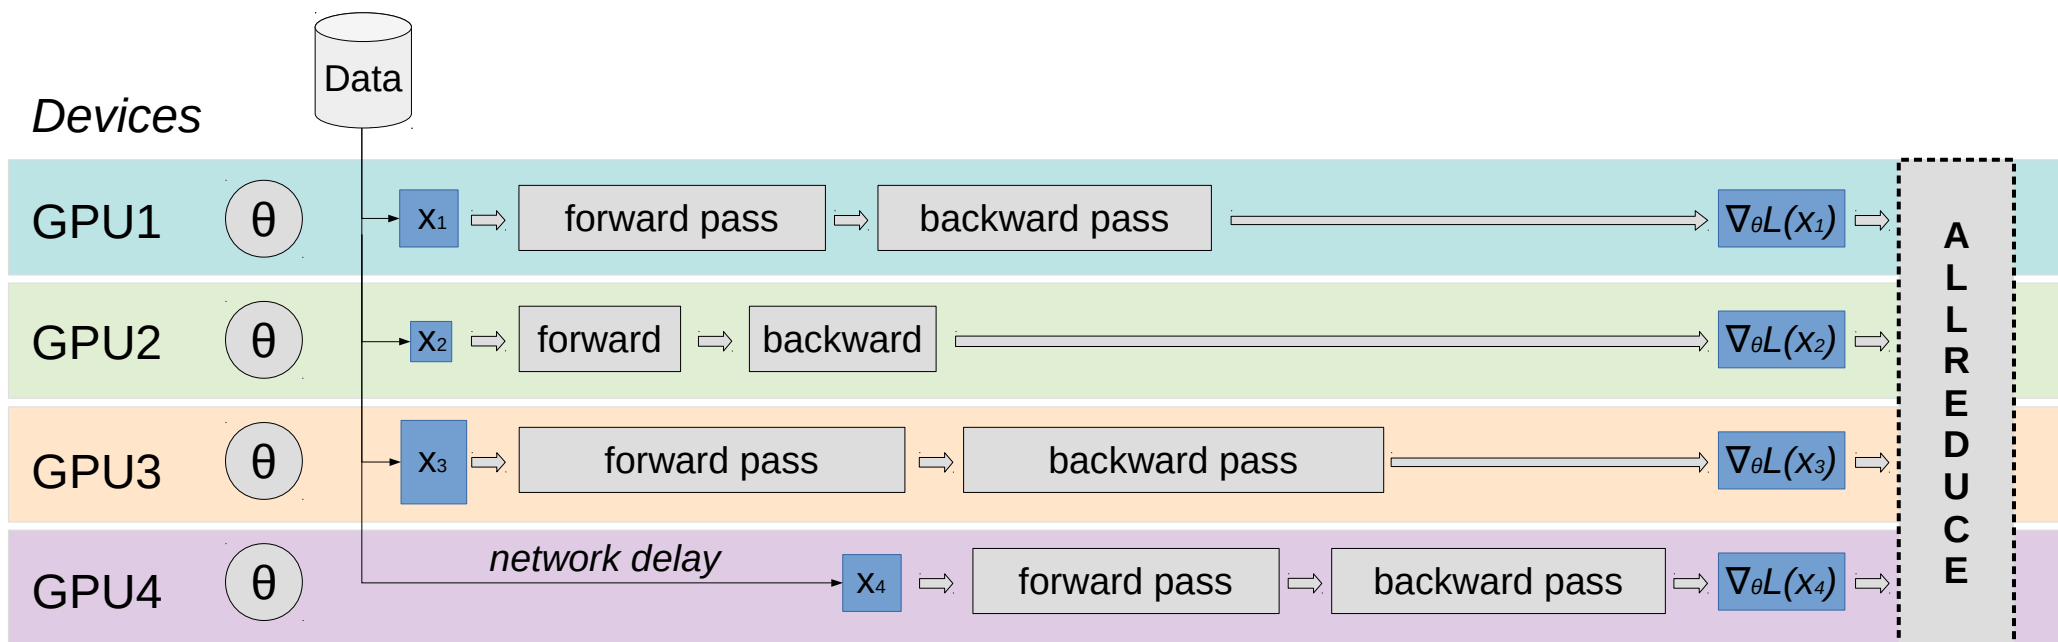 Data
Devices
GPU1 θ x₁ forward pass backward pass ∇θL(x₁)
GPU2 θ x₂ forward backward ∇θL(x₂)
GPU3 θ x₃ forward pass backward pass ∇θL(x₃)
network delay
GPU4 θ x₄ forward pass backward pass ∇θL(x₄)
ALLREDUCE